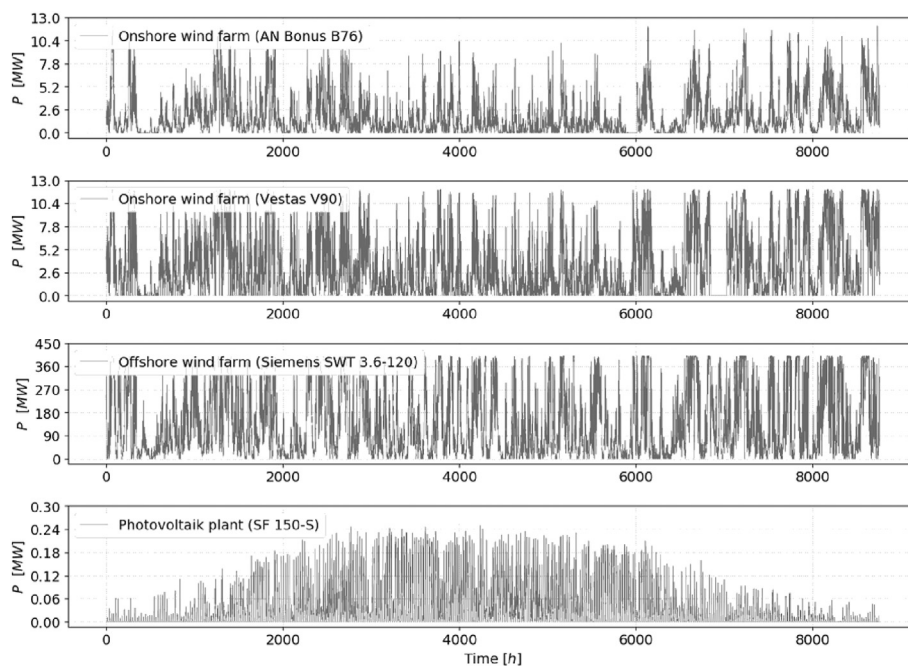 13.0
10.4
7.8
5.2
2.6
0.0
P [MW]
Onshore wind farm (AN Bonus B76)
0 2000 4000 6000 8000
13.0
10.4
7.8
5.2
2.6
0.0
P [MW]
Onshore wind farm (Vestas V90)
0 2000 4000 6000 8000
450
360
270
180
90
0
P [MW]
Offshore wind farm (Siemens SWT 3.6-120)
0 2000 4000 6000 8000
0.30
0.24
0.18
0.12
0.06
0.00
P [MW]
Photovoltaik plant (SF 150-S)
0 2000 4000 6000 8000
Time [h]